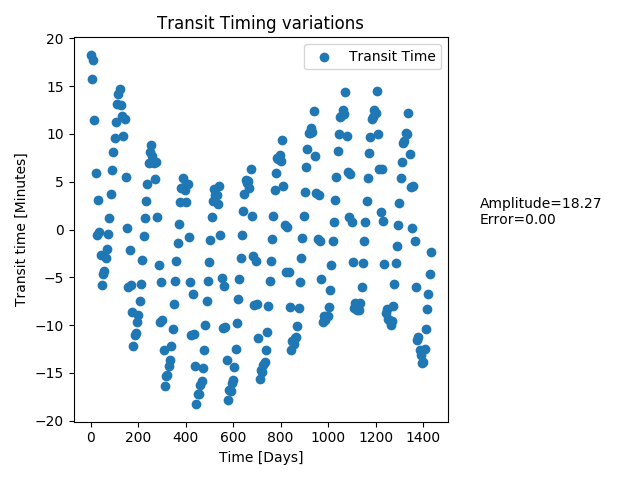 Transit Timing variations
Transit Time
20
15
10
5
0
−5
−10
−15
−20
Transit time [Minutes]
Amplitude=18.27
Error=0.00
0
200
400
600
800
1000
1200
1400
Time [Days]